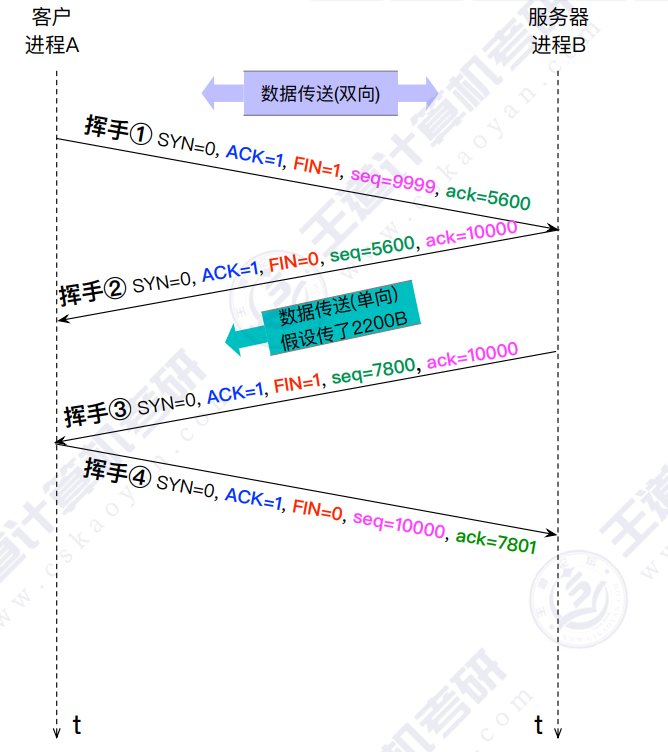 客户
进程A
服务器
进程B
数据传送(双向)
挥手① SYN=0, ACK=1, FIN=1, seq=9999, ack=5600
挥手② SYN=0, ACK=1, FIN=0, seq=5600, ack=10000
数据传送(单向)
假设传了2200B
挥手③ SYN=0, ACK=1, FIN=1, seq=7800, ack=10000
挥手④ SYN=0, ACK=1, FIN=0, seq=10000, ack=7801
t
t
王道计算机考研
www.cskaoyan.com